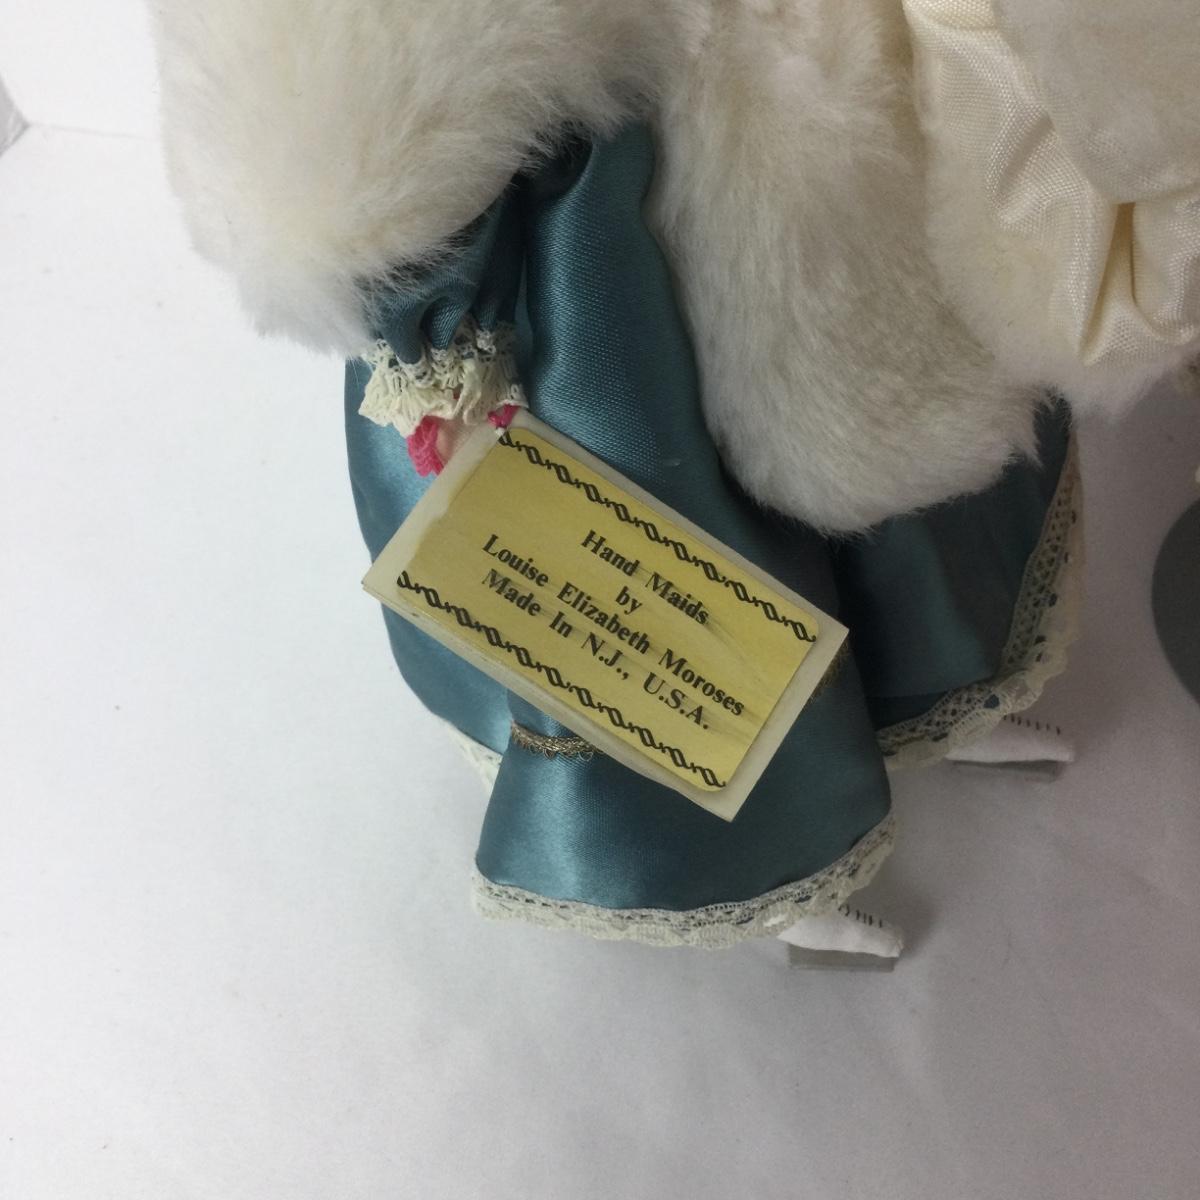 Hand Maids
by
Louise Elizabeth Moroses
Made In N.J., U.S.A.